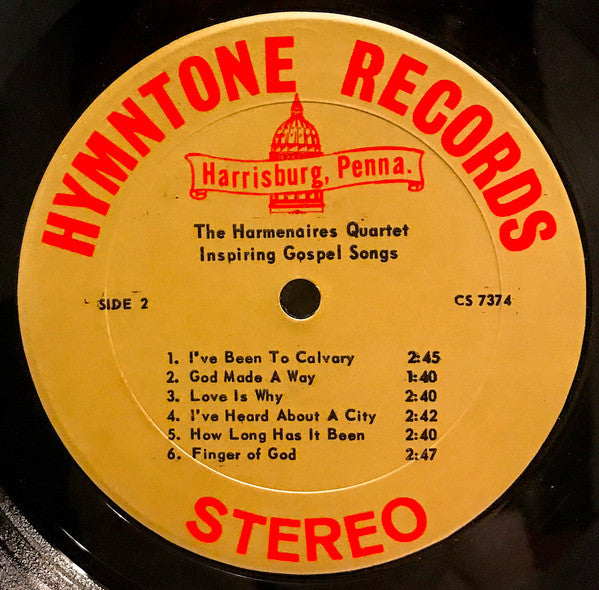 HYMNTONE RECORDS
Harrisburg, Penna.
The Harmenaires Quartet
Inspiring Gospel Songs
SIDE 2
CS 7374
1. I've Been To Calvary 2:45
2. God Made A Way 1:40
3. Love Is Why 2:40
4. I've Heard About A City 2:42
5. How Long Has It Been 2:40
6. Finger of God 2:47
STEREO